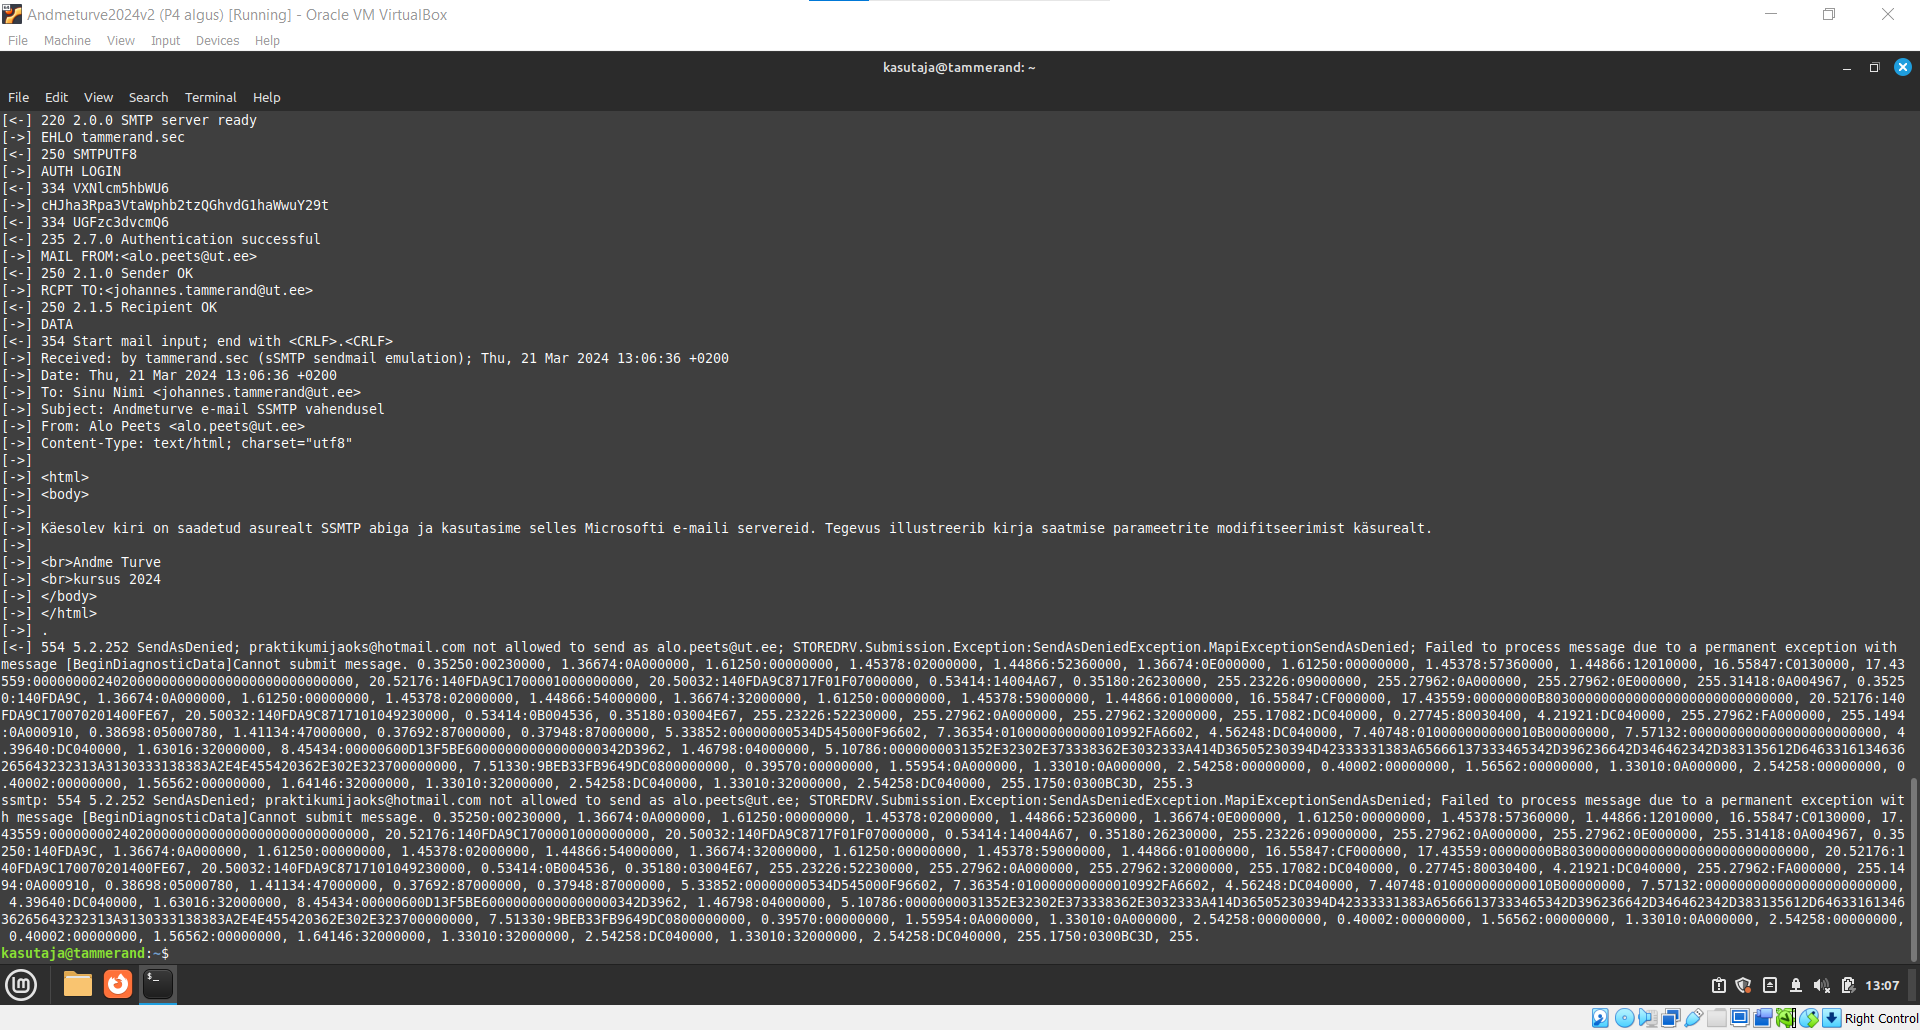 Andmeturve2024v2 (P4 algus) [Running] - Oracle VM VirtualBox
File Machine View Input Devices Help
kasutaja@tammerand: ~
File Edit View Search Terminal Help
[<-] 220 2.0.0 SMTP server ready
[->] EHLO tammerand.sec
[<-] 250 SMTPUTF8
[->] AUTH LOGIN
[<-] 334 VXNlcm5hbWU6
[->] cHJha3Rpa3VtaWphb2tzQGhvdG1haWwuY29t
[<-] 334 UGFzc3dvcmQ6
[<-] 235 2.7.0 Authentication successful
[->] MAIL FROM:<alo.peets@ut.ee>
[<-] 250 2.1.0 Sender OK
[->] RCPT TO:<johannes.tammerand@ut.ee>
[<-] 250 2.1.5 Recipient OK
[->] DATA
[<-] 354 Start mail input; end with <CRLF>.<CRLF>
[->] Received: by tammerand.sec (sSMTP sendmail emulation); Thu, 21 Mar 2024 13:06:36 +0200
[->] Date: Thu, 21 Mar 2024 13:06:36 +0200
[->] To: Sinu Nimi <johannes.tammerand@ut.ee>
[->] Subject: Andmeturve e-mail SSMTP vahendusel
[->] From: Alo Peets <alo.peets@ut.ee>
[->] Content-Type: text/html; charset="utf8"
[->]
[->] <html>
[->] <body>
[->]
[->] Käesolev kiri on saadetud asurealt SSMTP abiga ja kasutasime selles Microsofti e-maili servereid. Tegevus illustreerib kirja saatmise parameetrite modifitseerimist käsurealt.
[->]
[->] <br>Andme Turve
[->] <br>kursus 2024
[->] </body>
[->] </html>
[->] .
[<-] 554 5.2.252 SendAsDenied; praktikumijaoks@hotmail.com not allowed to send as alo.peets@ut.ee; STOREDRV.Submission.Exception:SendAsDeniedException.MapiExceptionSendAsDenied; Failed to process message due to a permanent exception with
message [BeginDiagnosticData]Cannot submit message. 0.35250:00230000, 1.36674:0A000000, 1.61250:00000000, 1.45378:02000000, 1.44866:52360000, 1.36674:0E000000, 1.61250:00000000, 1.45378:57360000, 1.44866:12010000, 16.55847:C0130000, 17.43
559:0000000024020000000000000000000000000000, 20.52176:140FDA9C1700001000000000, 20.50032:140FDA9C8717F01F07000000, 0.53414:14004A67, 0.35180:26230000, 255.23226:09000000, 255.27962:0A000000, 255.27962:0E000000, 255.31418:0A004967, 0.3525
0:140FDA9C, 1.36674:0A000000, 1.61250:00000000, 1.45378:02000000, 1.44866:54000000, 1.36674:32000000, 1.61250:00000000, 1.45378:59000000, 1.44866:01000000, 16.55847:CF000000, 17.43559:00000000B8030000000000000000000000000000, 20.52176:140
FDA9C170070201400FE67, 20.50032:140FDA9C8717101049230000, 0.53414:0B004536, 0.35180:03004E67, 255.23226:52230000, 255.27962:0A000000, 255.27962:32000000, 255.17082:DC040000, 0.27745:80030400, 4.21921:DC040000, 255.27962:FA000000, 255.1494
:0A000910, 0.38698:05000780, 1.41134:47000000, 0.37692:87000000, 0.37948:87000000, 5.33852:00000000534D545000F96602, 7.36354:010000000000010992FA6602, 4.56248:DC040000, 7.40748:010000000000010B00000000, 7.57132:000000000000000000000000, 4
.39640:DC040000, 1.63016:32000000, 8.45434:00000600D13F5BE60000000000000000342D3962, 1.46798:04000000, 5.10786:0000000031352E32302E373338362E3032333A414D36505230394D42333331383A65666137333465342D396236642D346462342D383135612D6463316134636
265643232313A3130333138383A2E4E455420362E302E323700000000, 7.51330:9BEB33FB9649DC0800000000, 0.39570:00000000, 1.55954:0A000000, 1.33010:0A000000, 2.54258:00000000, 0.40002:00000000, 1.56562:00000000, 1.33010:0A000000, 2.54258:00000000, 0
.40002:00000000, 1.56562:00000000, 1.64146:32000000, 1.33010:32000000, 2.54258:DC040000, 1.33010:32000000, 2.54258:DC040000, 255.1750:0300BC3D, 255.3
ssmtp: 554 5.2.252 SendAsDenied; praktikumijaoks@hotmail.com not allowed to send as alo.peets@ut.ee; STOREDRV.Submission.Exception:SendAsDeniedException.MapiExceptionSendAsDenied; Failed to process message due to a permanent exception wit
h message [BeginDiagnosticData]Cannot submit message. 0.35250:00230000, 1.36674:0A000000, 1.61250:00000000, 1.45378:02000000, 1.44866:52360000, 1.36674:0E000000, 1.61250:00000000, 1.45378:57360000, 1.44866:12010000, 16.55847:C0130000, 17.
43559:0000000024020000000000000000000000000000, 20.52176:140FDA9C1700001000000000, 20.50032:140FDA9C8717F01F07000000, 0.53414:14004A67, 0.35180:26230000, 255.23226:09000000, 255.27962:0A000000, 255.27962:0E000000, 255.31418:0A004967, 0.35
250:140FDA9C, 1.36674:0A000000, 1.61250:00000000, 1.45378:02000000, 1.44866:54000000, 1.36674:32000000, 1.61250:00000000, 1.45378:59000000, 1.44866:01000000, 16.55847:CF000000, 17.43559:00000000B8030000000000000000000000000000, 20.52176:1
40FDA9C170070201400FE67, 20.50032:140FDA9C8717101049230000, 0.53414:0B004536, 0.35180:03004E67, 255.23226:52230000, 255.27962:0A000000, 255.27962:32000000, 255.17082:DC040000, 0.27745:80030400, 4.21921:DC040000, 255.27962:FA000000, 255.14
94:0A000910, 0.38698:05000780, 1.41134:47000000, 0.37692:87000000, 0.37948:87000000, 5.33852:00000000534D545000F96602, 7.36354:010000000000010992FA6602, 4.56248:DC040000, 7.40748:010000000000010B00000000, 7.57132:000000000000000000000000,
4.39640:DC040000, 1.63016:32000000, 8.45434:00000600D13F5BE60000000000000000342D3962, 1.46798:04000000, 5.10786:0000000031352E32302E373338362E3032333A414D36505230394D42333331383A65666137333465342D396236642D346462342D383135612D64633161346
36265643232313A3130333138383A2E4E455420362E302E323700000000, 7.51330:9BEB33FB9649DC0800000000, 0.39570:00000000, 1.55954:0A000000, 1.33010:0A000000, 2.54258:00000000, 0.40002:00000000, 1.56562:00000000, 1.33010:0A000000, 2.54258:00000000,
0.40002:00000000, 1.56562:00000000, 1.64146:32000000, 1.33010:32000000, 2.54258:DC040000, 1.33010:32000000, 2.54258:DC040000, 255.1750:0300BC3D, 255.
kasutaja@tammerand:~$
13:07
Right Control